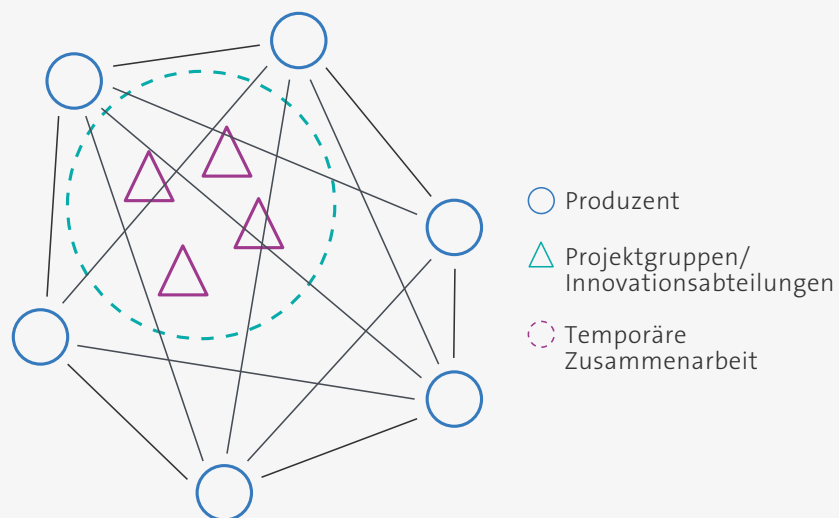 Produzent
Projektgruppen/
Innovationsabteilungen
Temporäre
Zusammenarbeit